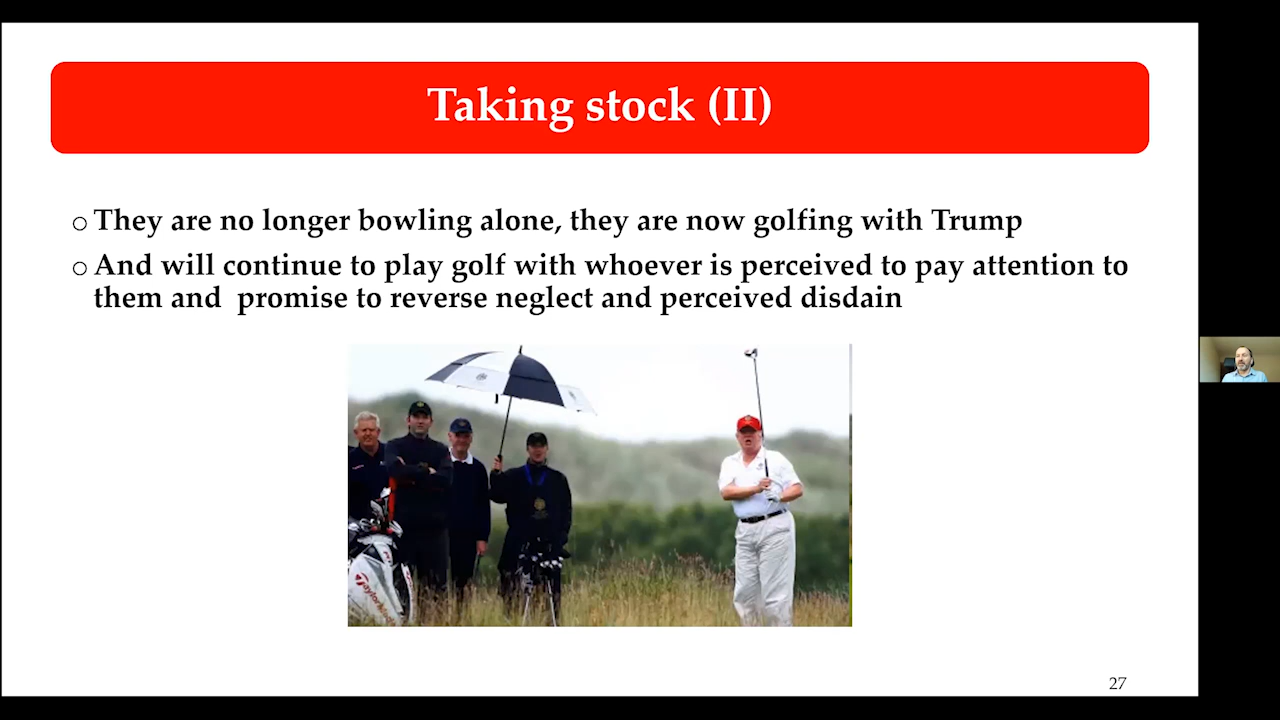 Taking stock (II)
They are no longer bowling alone, they are now golfing with Trump
And will continue to play golf with whoever is perceived to pay attention to
them and promise to reverse neglect and perceived disdain
TaylorMade
27